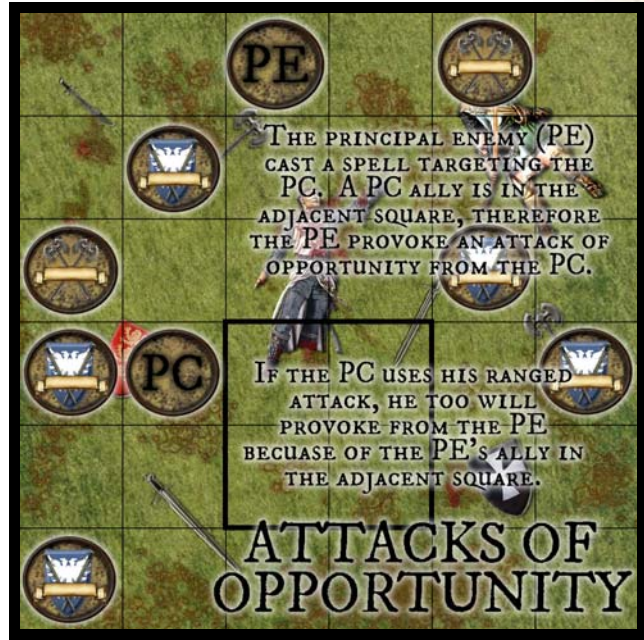 PE
THE PRINCIPAL ENEMY (PE)
CAST A SPELL TARGETING THE
PC. A PC ALLY IS IN THE
ADJACENT SQUARE, THEREFORE
THE PE PROVOKE AN ATTACK OF
OPPORTUNITY FROM THE PC.
PC
IF THE PC USES HIS RANGED
ATTACK, HE TOO WILL
PROVOKE FROM THE PE
BECUASE OF THE PE'S ALLY IN
THE ADJACENT SQUARE.
ATTACKS OF
OPPORTUNITY